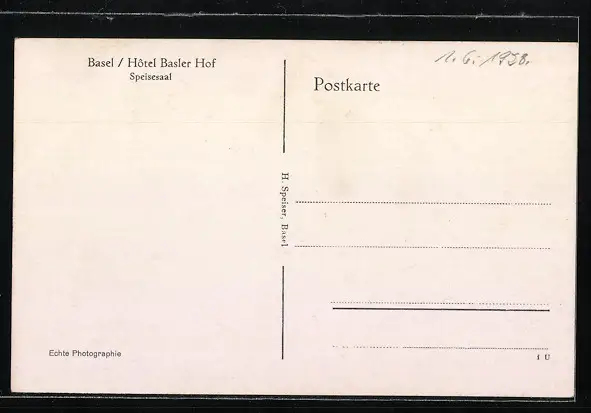 Basel / Hôtel Basler Hof
Speisesaal
1.6.1938.
Postkarte
H. Speiser, Basel
Echte Photographie
1 U